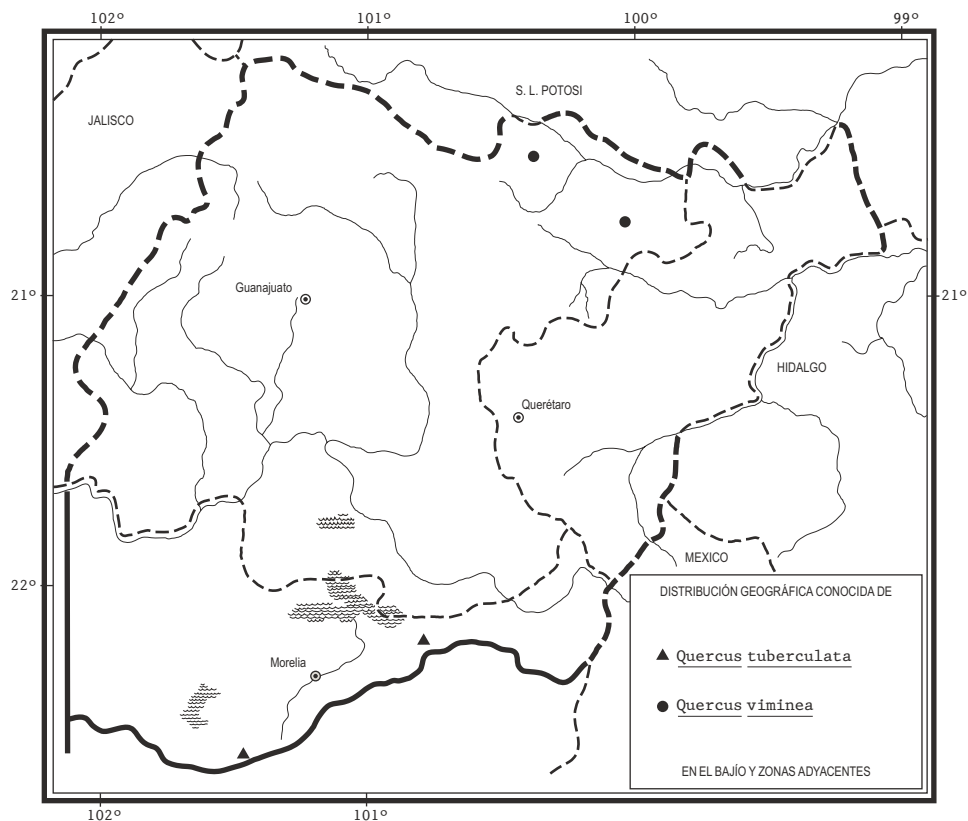 102° 101° 100° 99°
S. L. POTOSI
JALISCO
Guanajuato
21° 21°
HIDALGO
Querétaro
MEXICO
22°
DISTRIBUCIÓN GEOGRÁFICA CONOCIDA DE
Quercus tuberculata
Morelia
Quercus viminea
EN EL BAJÍO Y ZONAS ADYACENTES
102° 101°